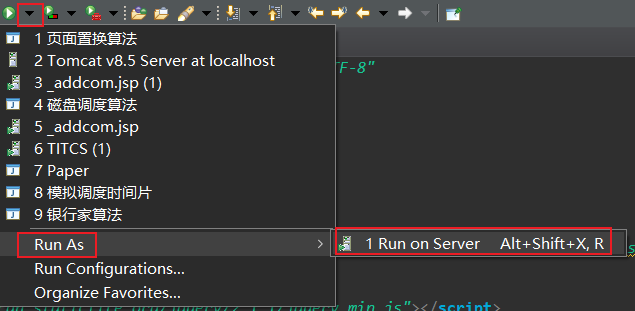 1 页面置换算法
2 Tomcat v8.5 Server at localhost
TF-8"
3 _addcom.jsp (1)
4 磁盘调度算法
5 _addcom.jsp
6 TITCS (1)
7 Paper
8 模拟调度时间片
9 银行家算法
Run As
1 Run on Server Alt+Shift+X, R
Run Configurations...
Organize Favorites...
"></script>